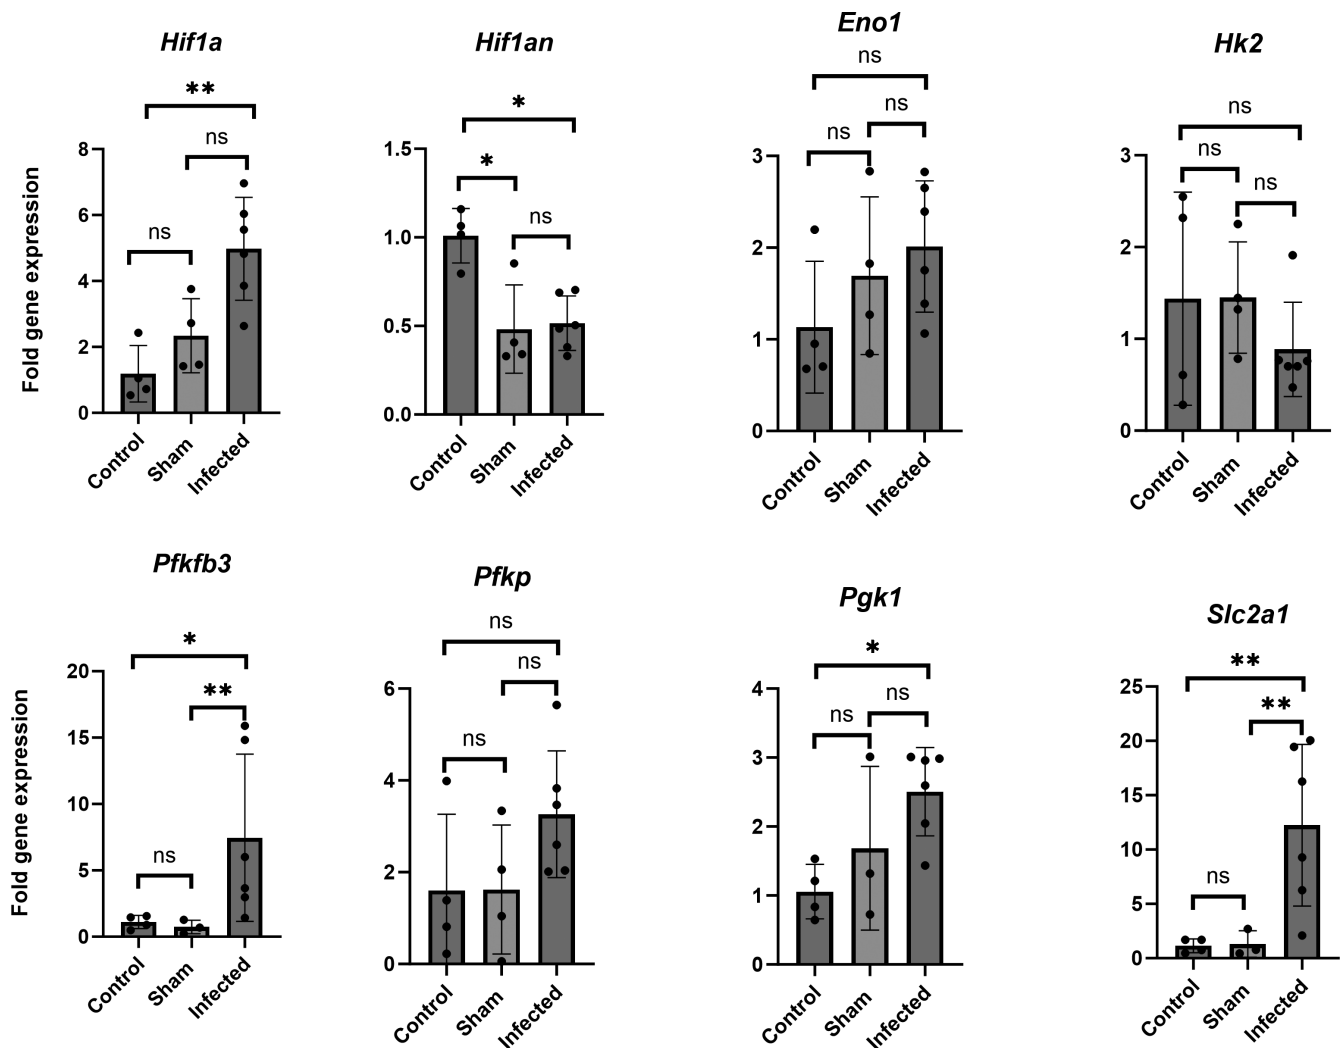 Hif1a
Hif1an
Eno1
Hk2
**
ns
ns
8
6
4
2
0
Fold gene expression
Control
Sham
Infected
*
*
ns
1.5
1.0
0.5
0.0
Control
Sham
Infected
ns
ns
ns
3
2
1
0
Control
Sham
Infected
ns
ns
ns
3
2
1
0
Control
Sham
Infected
Pfkfb3
Pfkp
Pgk1
Slc2a1
*
**
ns
20
15
10
5
0
Fold gene expression
Control
Sham
Infected
ns
ns
ns
6
4
2
0
Control
Sham
Infected
*
ns
ns
4
3
2
1
0
Control
Sham
Infected
**
**
ns
25
20
15
10
5
0
Control
Sham
Infected